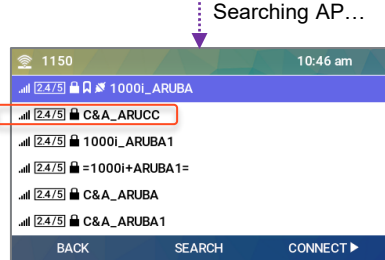 Searching AP…
1150 10:46 am
2.4/5 1000i_ARUBA
2.4/5 C&A_ARUCC
2.4/5 1000i_ARUBA1
2.4/5 =1000i+ARUBA1=
2.4/5 C&A_ARUBA
2.4/5 C&A_ARUBA1
BACK SEARCH CONNECT